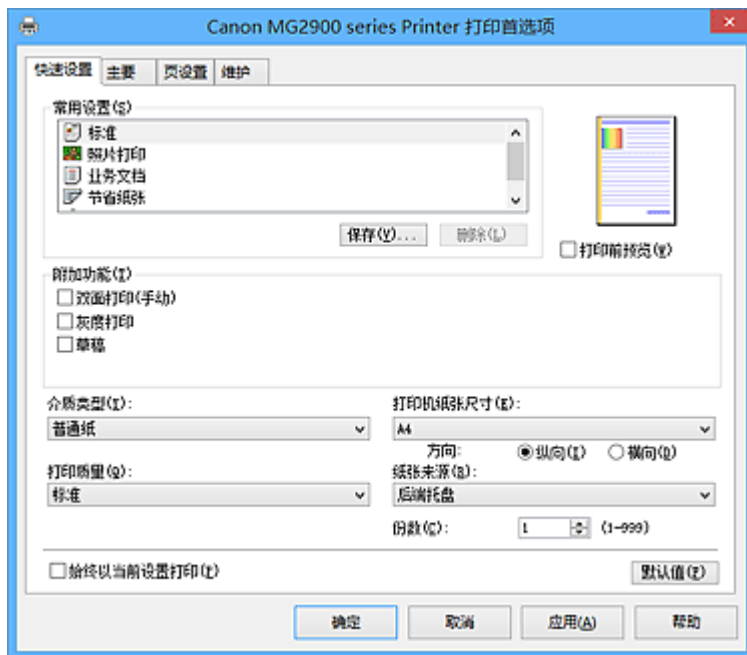 Canon MG2900 series Printer 打印首选项
快速设置 主要 页设置 维护
常用设置(S)
标准
照片打印
业务文档
节省纸张
保存(V)... 删除(L)
打印前预览(W)
附加功能(I)
双面打印(手动)
灰度打印
草稿
介质类型(I): 打印机纸张尺寸(E):
普通纸 A4
方向: 纵向(I) 横向(D)
打印质量(Q): 纸张来源(B):
标准 后端托盘
份数(C): 1 (1-999)
始终以当前设置打印(t) 默认值(F)
确定 取消 应用(A) 帮助